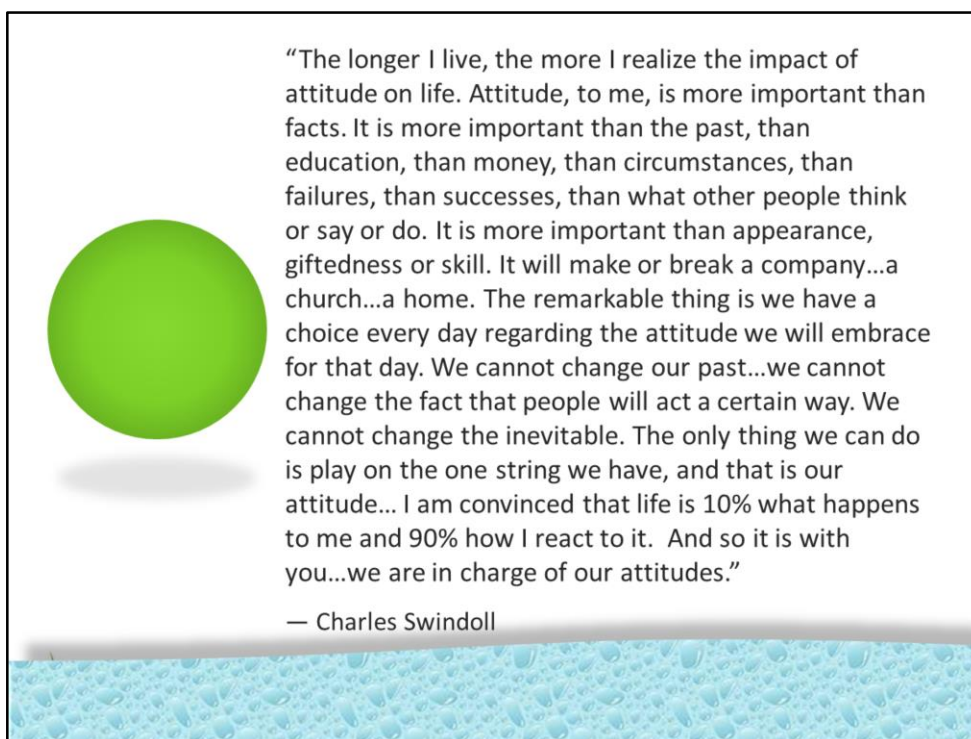 “The longer I live, the more I realize the impact of
attitude on life. Attitude, to me, is more important than
facts. It is more important than the past, than
education, than money, than circumstances, than
failures, than successes, than what other people think
or say or do. It is more important than appearance,
giftedness or skill. It will make or break a company…a
church…a home. The remarkable thing is we have a
choice every day regarding the attitude we will embrace
for that day. We cannot change our past…we cannot
change the fact that people will act a certain way. We
cannot change the inevitable. The only thing we can do
is play on the one string we have, and that is our
attitude… I am convinced that life is 10% what happens
to me and 90% how I react to it.  And so it is with
you…we are in charge of our attitudes.”
— Charles Swindoll